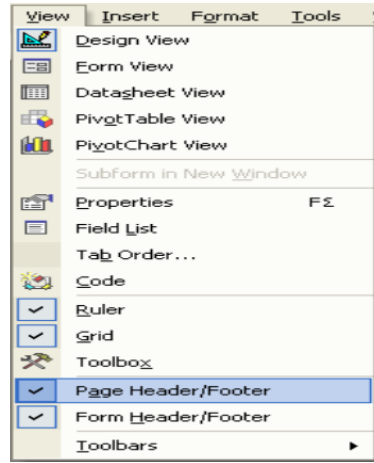 View Insert Format Tools
Design View
Form View
Datasheet View
PivotTable View
PivotChart View
Subform in New Window
Properties FΣ
Field List
Tab Order...
Code
Ruler
Grid
Toolbox
Page Header/Footer
Form Header/Footer
Toolbars